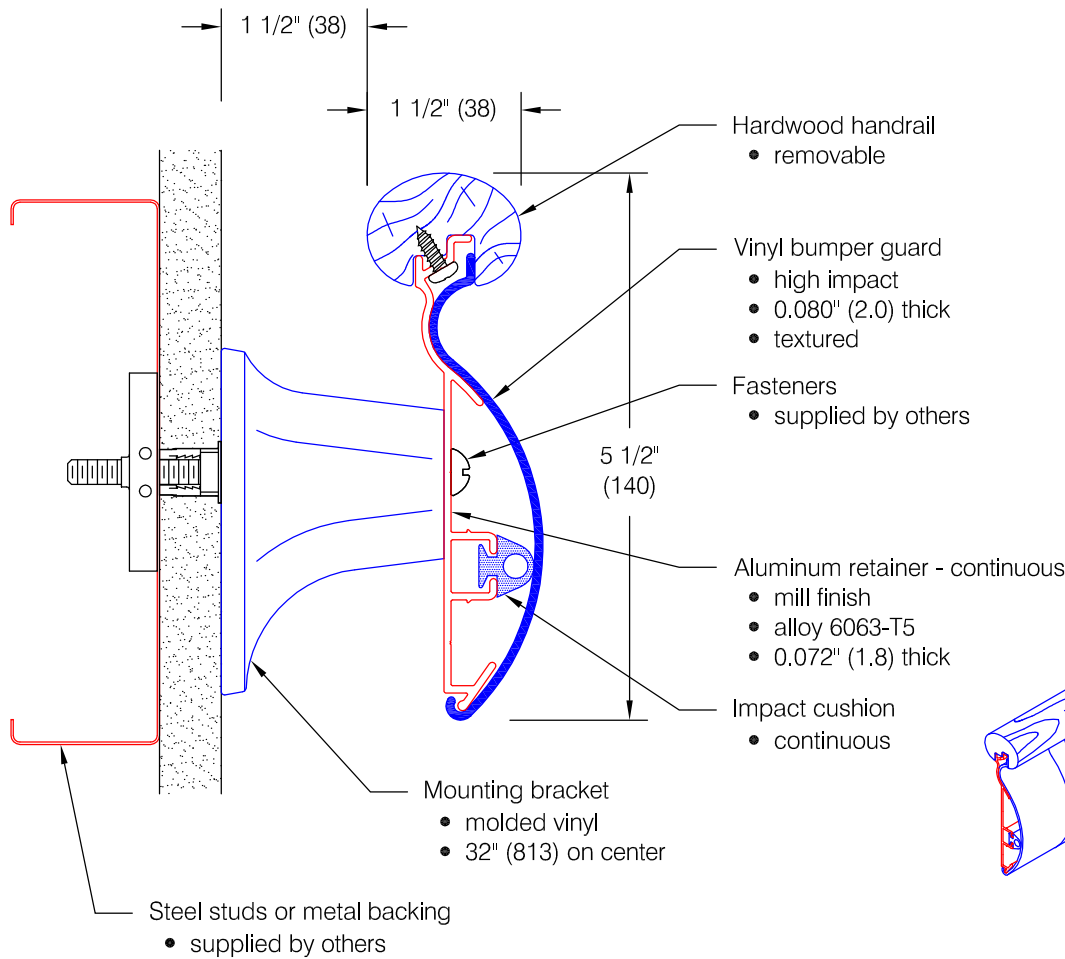 1 1/2" (38)
1 1/2" (38)
Hardwood handrail
• removable
Vinyl bumper guard
• high impact
• 0.080" (2.0) thick
• textured
Fasteners
• supplied by others
5 1/2"
(140)
Aluminum retainer - continuous
• mill finish
• alloy 6063-T5
• 0.072" (1.8) thick
Impact cushion
• continuous
Mounting bracket
• molded vinyl
• 32" (813) on center
Steel studs or metal backing
• supplied by others